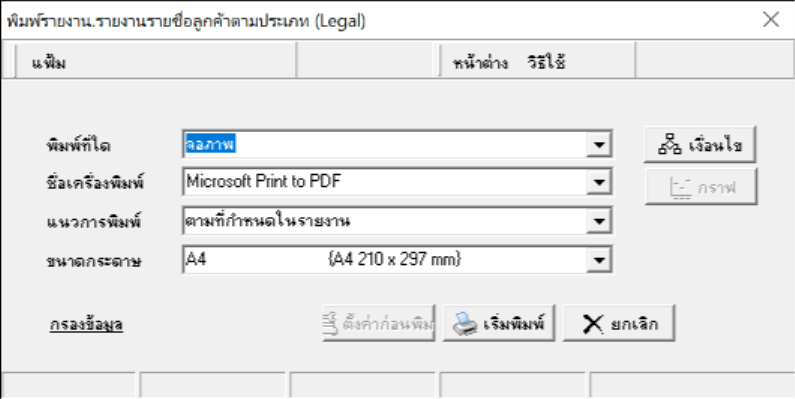 พิมพ์รายงาน.รายงานรายชื่อลูกค้าตามประเภท (Legal)
แฟ้ม หน้าต่าง วิธีใช้
พิมพ์ที่ใด จอภาพ เงื่อนไข
ชื่อเครื่องพิมพ์ Microsoft Print to PDF กราฟ
แนวการพิมพ์ ตามที่กำหนดในรายงาน
ขนาดกระดาษ A4 {A4 210 x 297 mm}
กรองข้อมูล ตั้งค่าก่อนพิม เริ่มพิมพ์ ยกเลิก